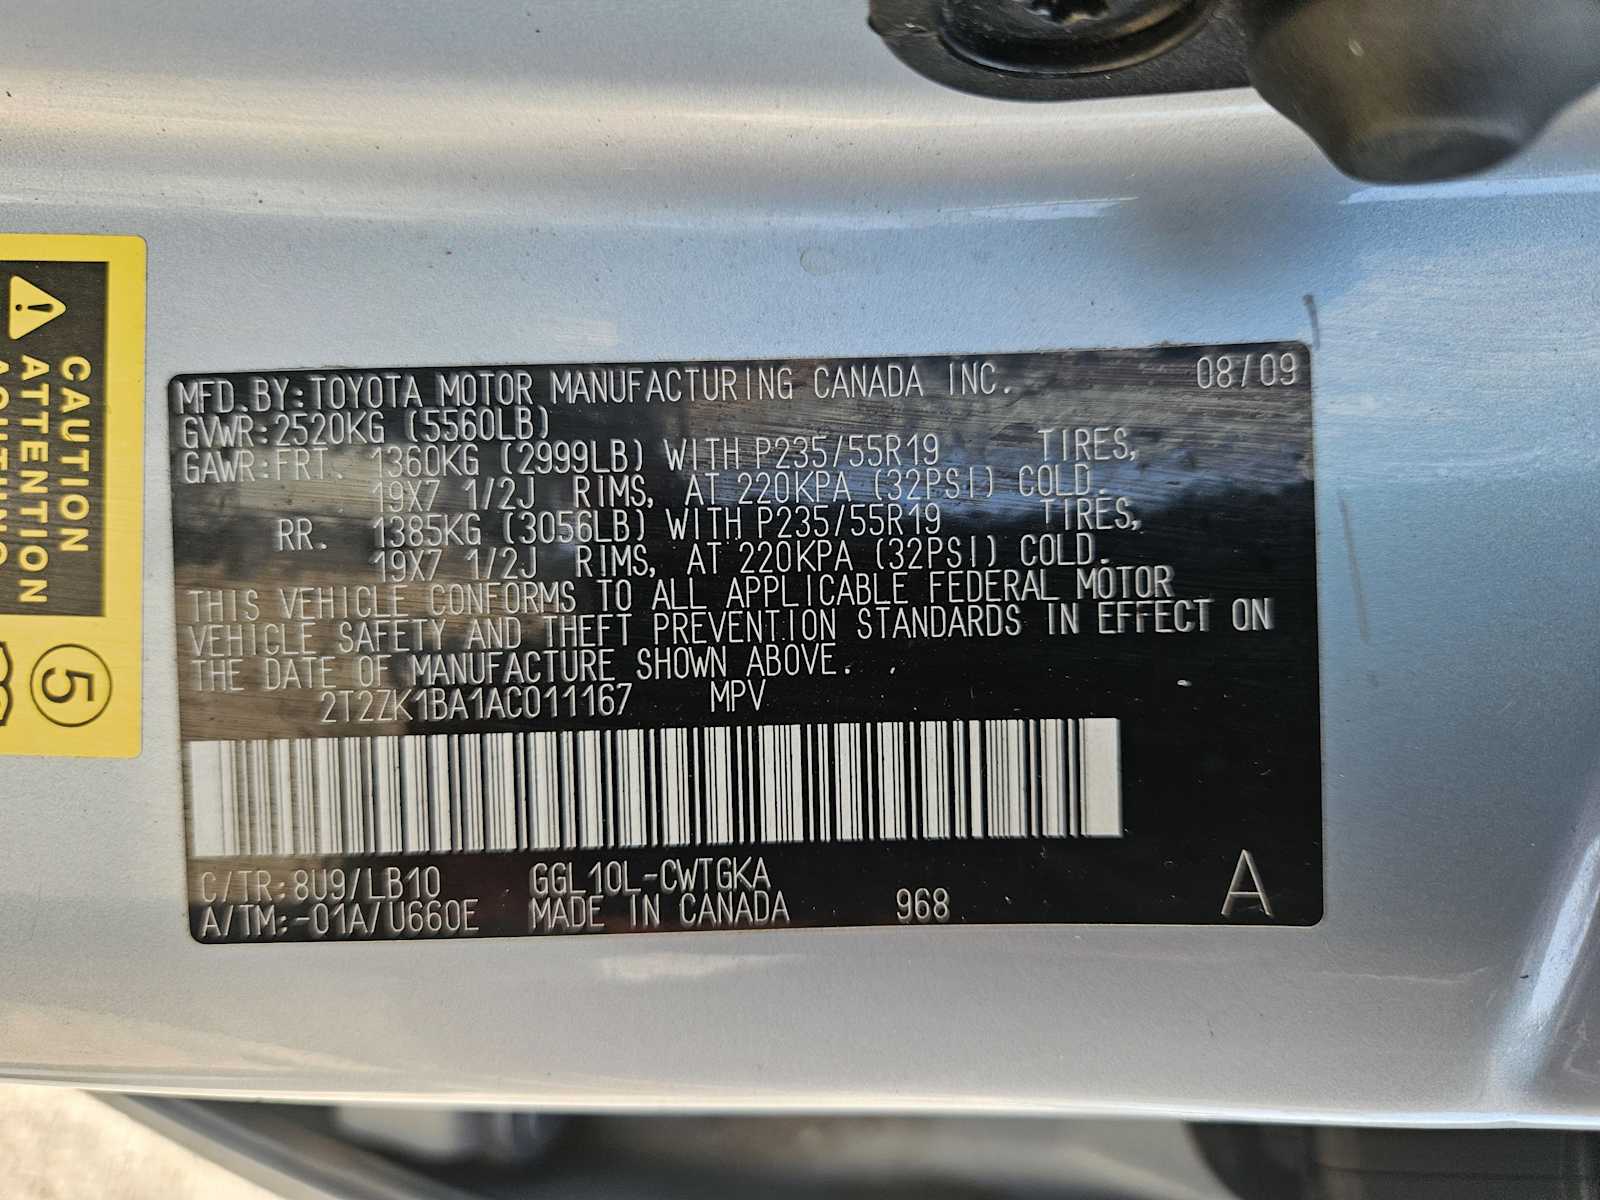 MFD.BY:TOYOTA MOTOR MANUFACTURING CANADA INC. 08/09
GVWR:2520KG (5560LB)
GAWR:FRT. 1360KG (2999LB) WITH P235/55R19 TIRES,
19X7 1/2J RIMS, AT 220KPA (32PSI) COLD.
RR. 1385KG (3056LB) WITH P235/55R19 TIRES,
19X7 1/2J RIMS, AT 220KPA (32PSI) COLD.
THIS VEHICLE CONFORMS TO ALL APPLICABLE FEDERAL MOTOR
VEHICLE SAFETY AND THEFT PREVENTION STANDARDS IN EFFECT ON
THE DATE OF MANUFACTURE SHOWN ABOVE.
2T2ZK1BA1AC011167 MPV
C/TR:8U9/LB10 GGL10L-CWTGKA
A/TM:-01A/U660E MADE IN CANADA 968 A
CAUTION
ATTENTION
5